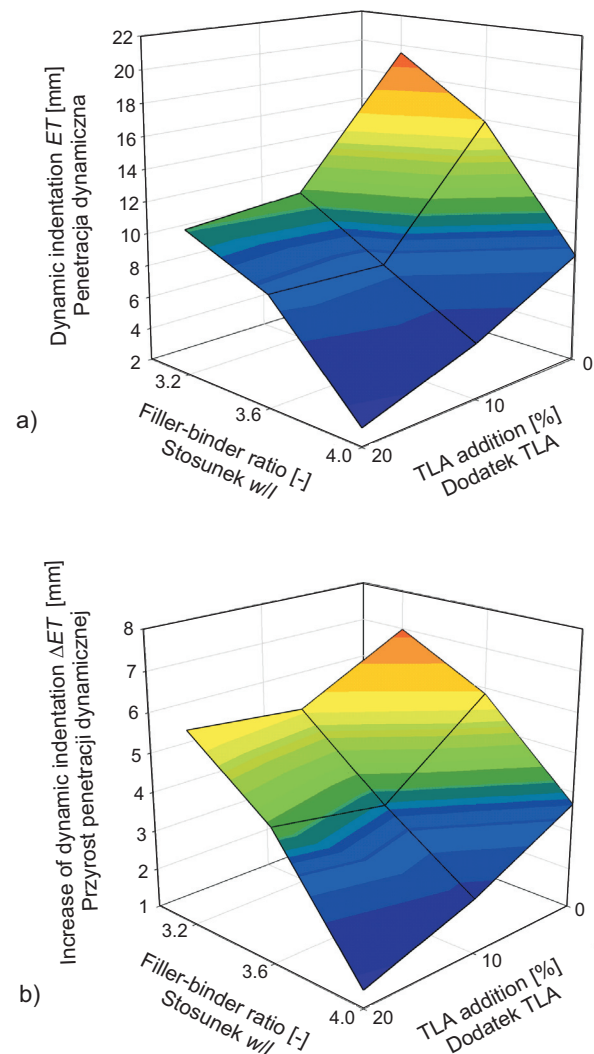 22
20
18
16
14
12
10
8
6
4
2
Dynamic indentation ET [mm]
Penetracja dynamiczna
3.2
3.6
4.0
Filler-binder ratio [-]
Stosunek w/l
20
10
0
TLA addition [%]
Dodatek TLA
a)
8
7
6
5
4
3
2
1
Increase of dynamic indentation ΔET [mm]
Przyrost penetracji dynamicznej
3.2
3.6
4.0
Filler-binder ratio [-]
Stosunek w/l
20
10
0
TLA addition [%]
Dodatek TLA
b)